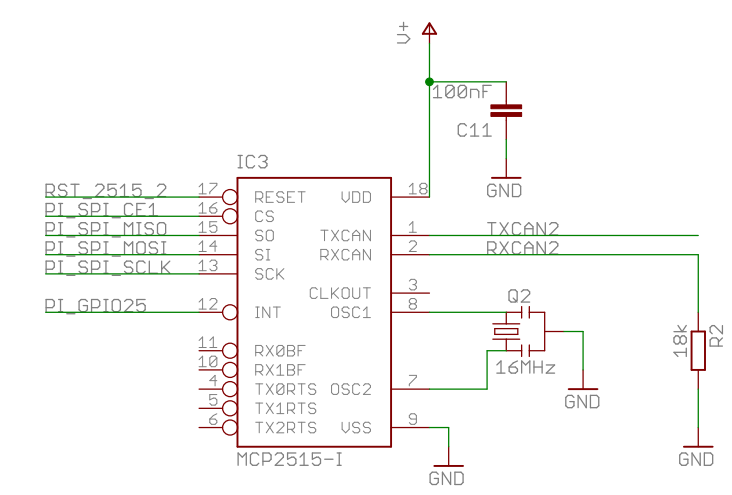 V+
100nF
C11
GND
IC3
RST_2515_2 17 RESET VDD 18
PI_SPI_CE1 16 CS
PI_SPI_MISO 15 SO TXCAN 1 TXCAN2
PI_SPI_MOSI 14 SI RXCAN 2 RXCAN2
PI_SPI_SCLK 13 SCK
CLKOUT 3
PI_GPIO25 12 INT OSC1 8
Q2
16MHz
GND
18k
R2
GND
11 RX0BF
10 RX1BF
4 TX0RTS OSC2 7
5 TX1RTS
6 TX2RTS VSS 9
MCP2515-I
GND